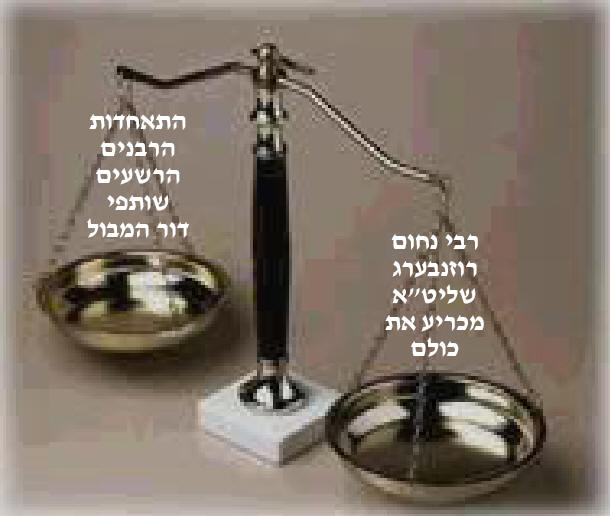 התאחדות
הרבנים
הרשעים
שותפי
דור המבול
רבי נחום
רוזנבערג
שליט״א
מכריע את
כולם